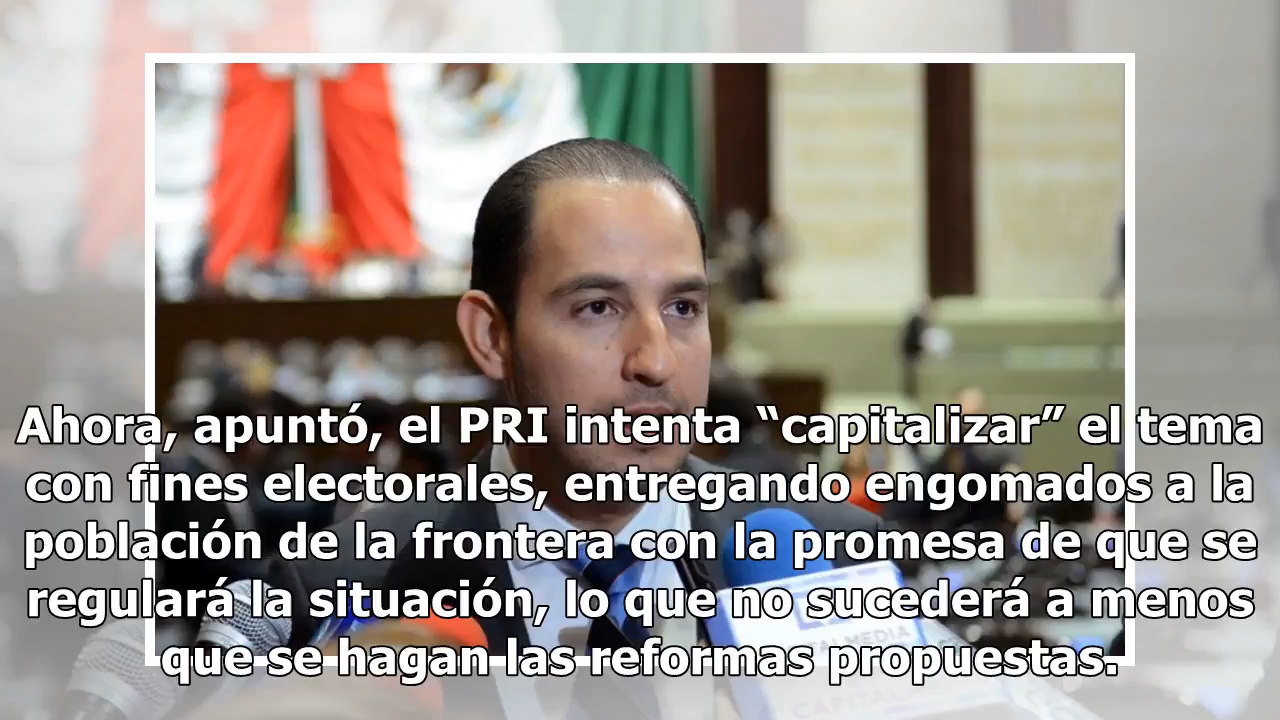 Ahora, apuntó, el PRI intenta “capitalizar” el tema
con fines electorales, entregando engomados a la
población de la frontera con la promesa de que se
regulará la situación, lo que no sucederá a menos
que se hagan las reformas propuestas.